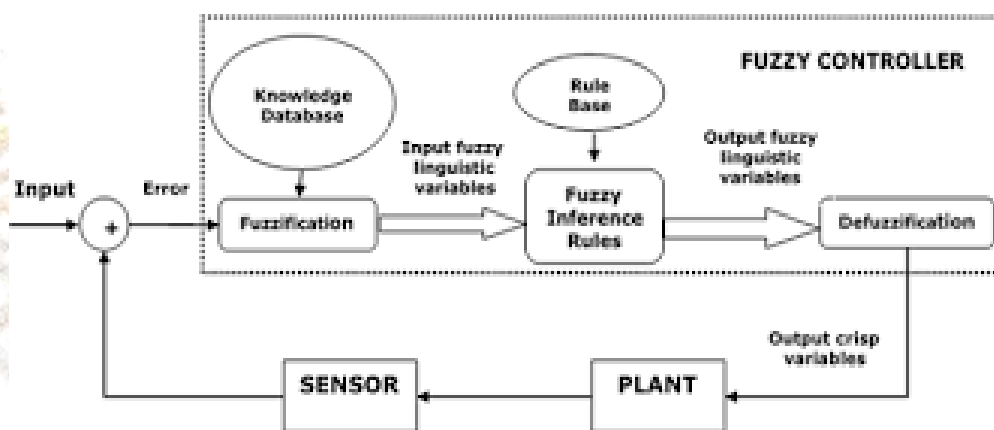 FUZZY CONTROLLER
Knowledge
Database
Rule
Base
Input fuzzy
linguistic
variables
Output fuzzy
linguistic
variables
Input
Error
+
Fuzzification
Fuzzy
Inference
Rules
Defuzzification
Output crisp
variables
SENSOR
PLANT